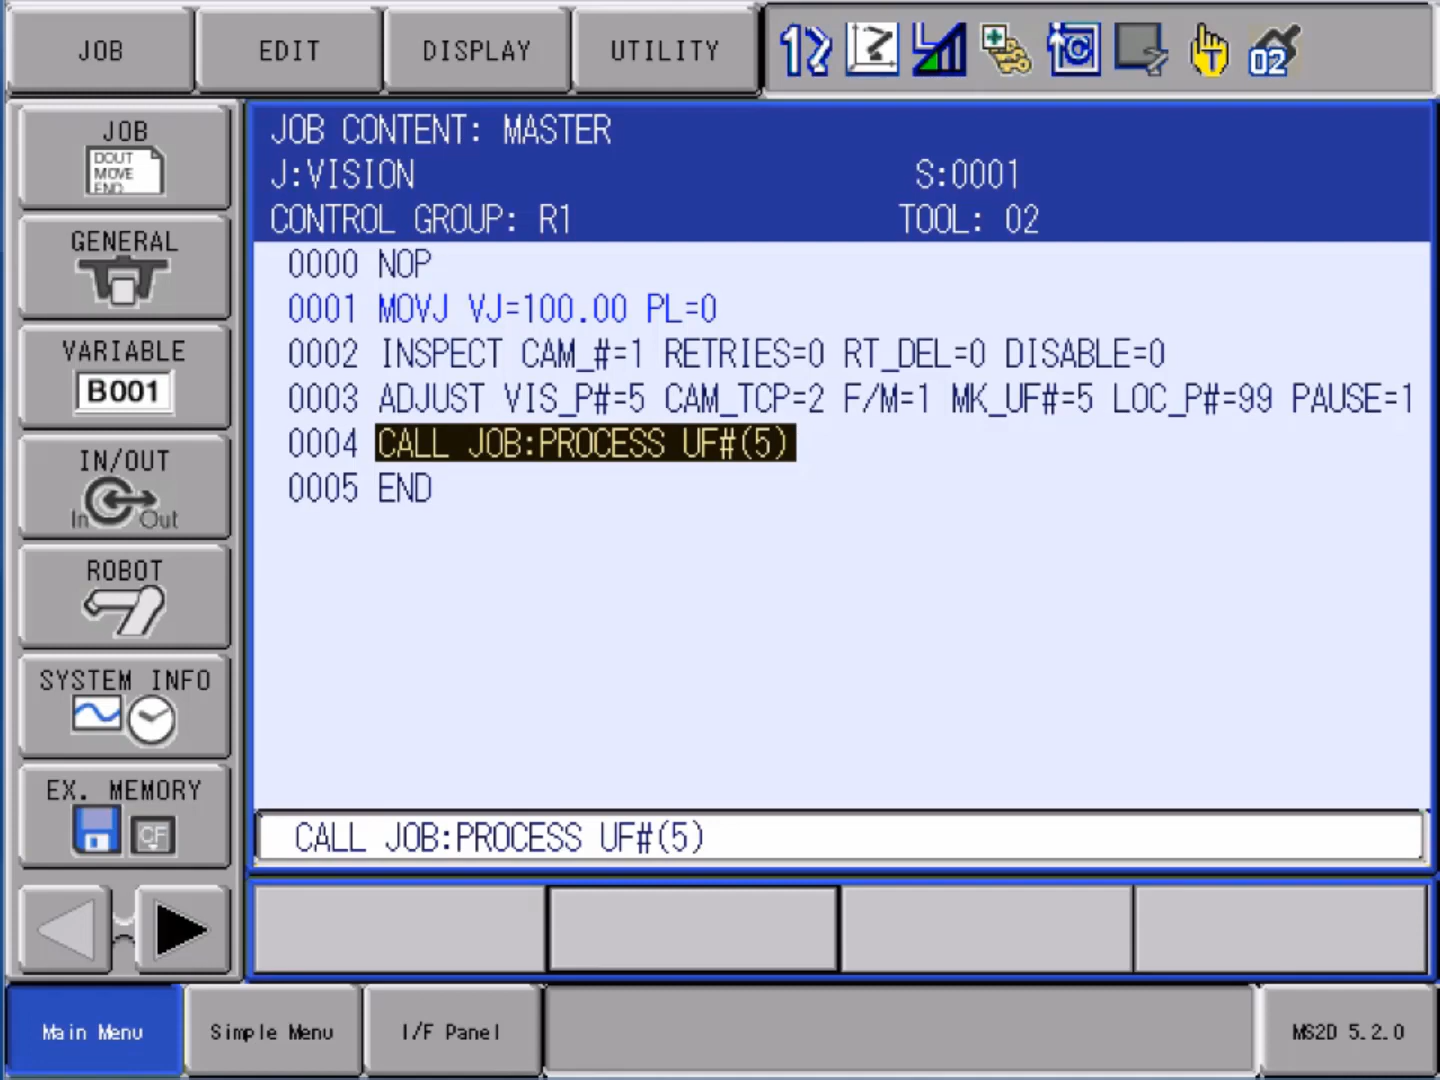 JOB EDIT DISPLAY UTILITY
02
JOB
DOUT
MOVE
END
GENERAL
VARIABLE
B001
IN/OUT
In Out
ROBOT
SYSTEM INFO
EX. MEMORY
CF
JOB CONTENT: MASTER
J:VISION S:0001
CONTROL GROUP: R1 TOOL: 02
0000 NOP
0001 MOVJ VJ=100.00 PL=0
0002 INSPECT CAM_#=1 RETRIES=0 RT_DEL=0 DISABLE=0
0003 ADJUST VIS_P#=5 CAM_TCP=2 F/M=1 MK_UF#=5 LOC_P#=99 PAUSE=1
0004 CALL JOB:PROCESS UF#(5)
0005 END
CALL JOB:PROCESS UF#(5)
Main Menu Simple Menu I/F Panel MS2D 5.2.0